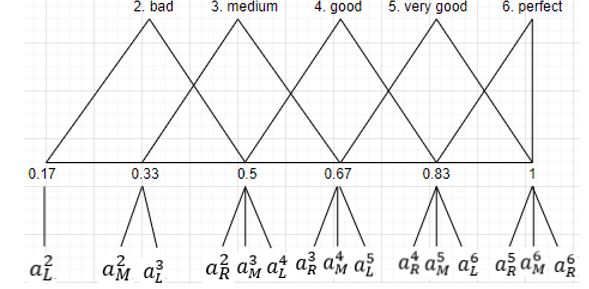 2. bad 3. medium 4. good 5. very good 6. perfect
0.17 0.33 0.5 0.67 0.83 1
a_L^2 a_M^2 a_L^3 a_R^2 a_M^3 a_L^4 a_R^3 a_M^4 a_L^5 a_R^4 a_M^5 a_L^6 a_R^5 a_M^6 a_R^6